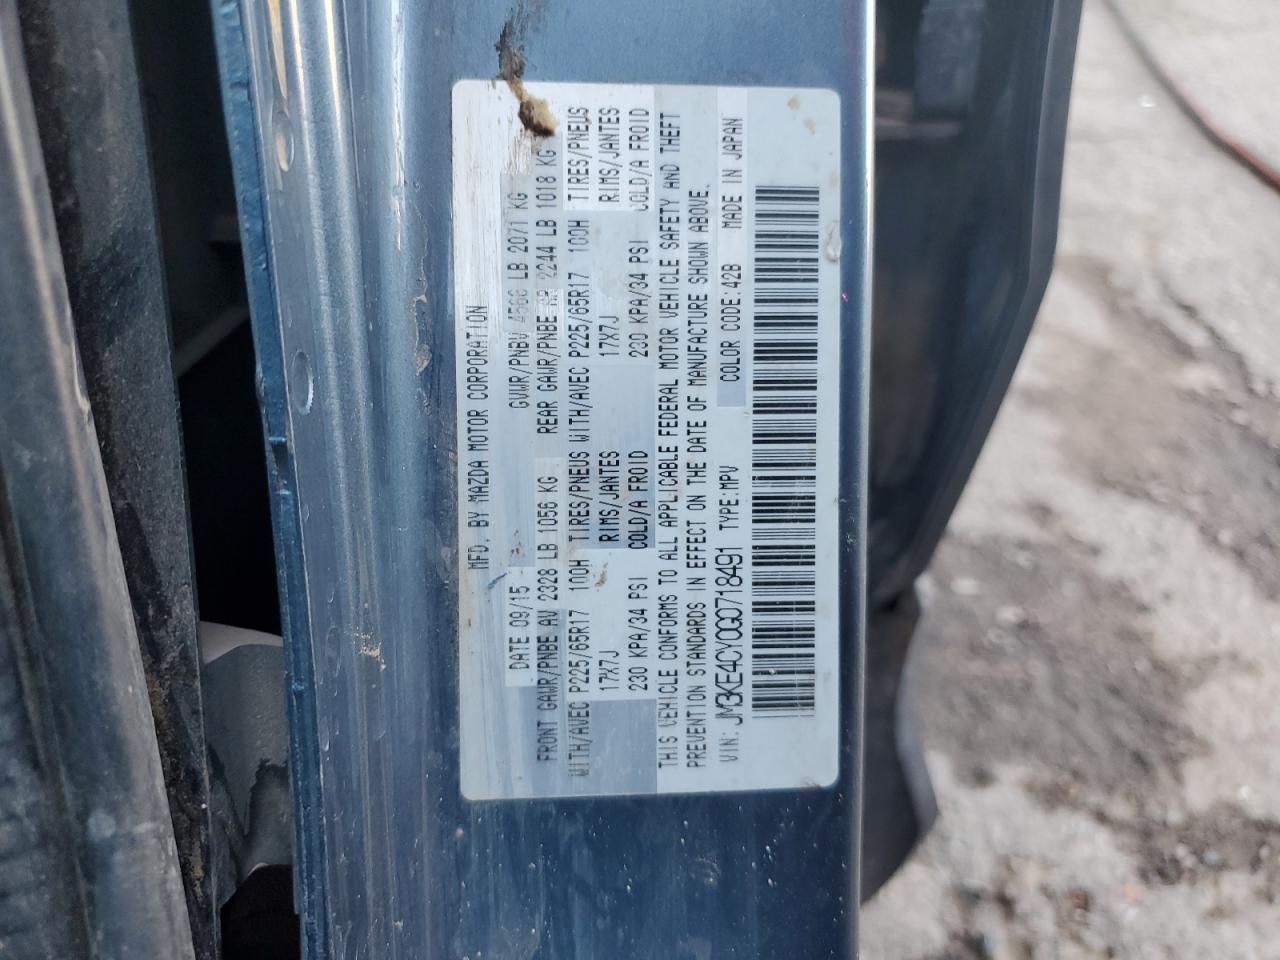 MFD. BY MAZDA MOTOR CORPORATION
DATE 09/15 GVWR/PNBV 4566 LB 2071 KG
FRONT GAWR/PNBE AV 2328 LB 1056 KG REAR GAWR/PNBE AR 2244 LB 1018 KG
WITH/AVEC P225/65R17 100H TIRES/PNEUS WITH/AVEC P225/65R17 100H TIRES/PNEUS
17X7J RIMS/JANTES 17X7J RIMS/JANTES
230 KPA/34 PSI COLD/A FROID 230 KPA/34 PSI COLD/A FROID
THIS VEHICLE CONFORMS TO ALL APPLICABLE FEDERAL MOTOR VEHICLE SAFETY AND THEFT
PREVENTION STANDARDS IN EFFECT ON THE DATE OF MANUFACTURE SHOWN ABOVE.
VIN: JM3KE4CY0G0718491 TYPE:MPV COLOR CODE:42B MADE IN JAPAN